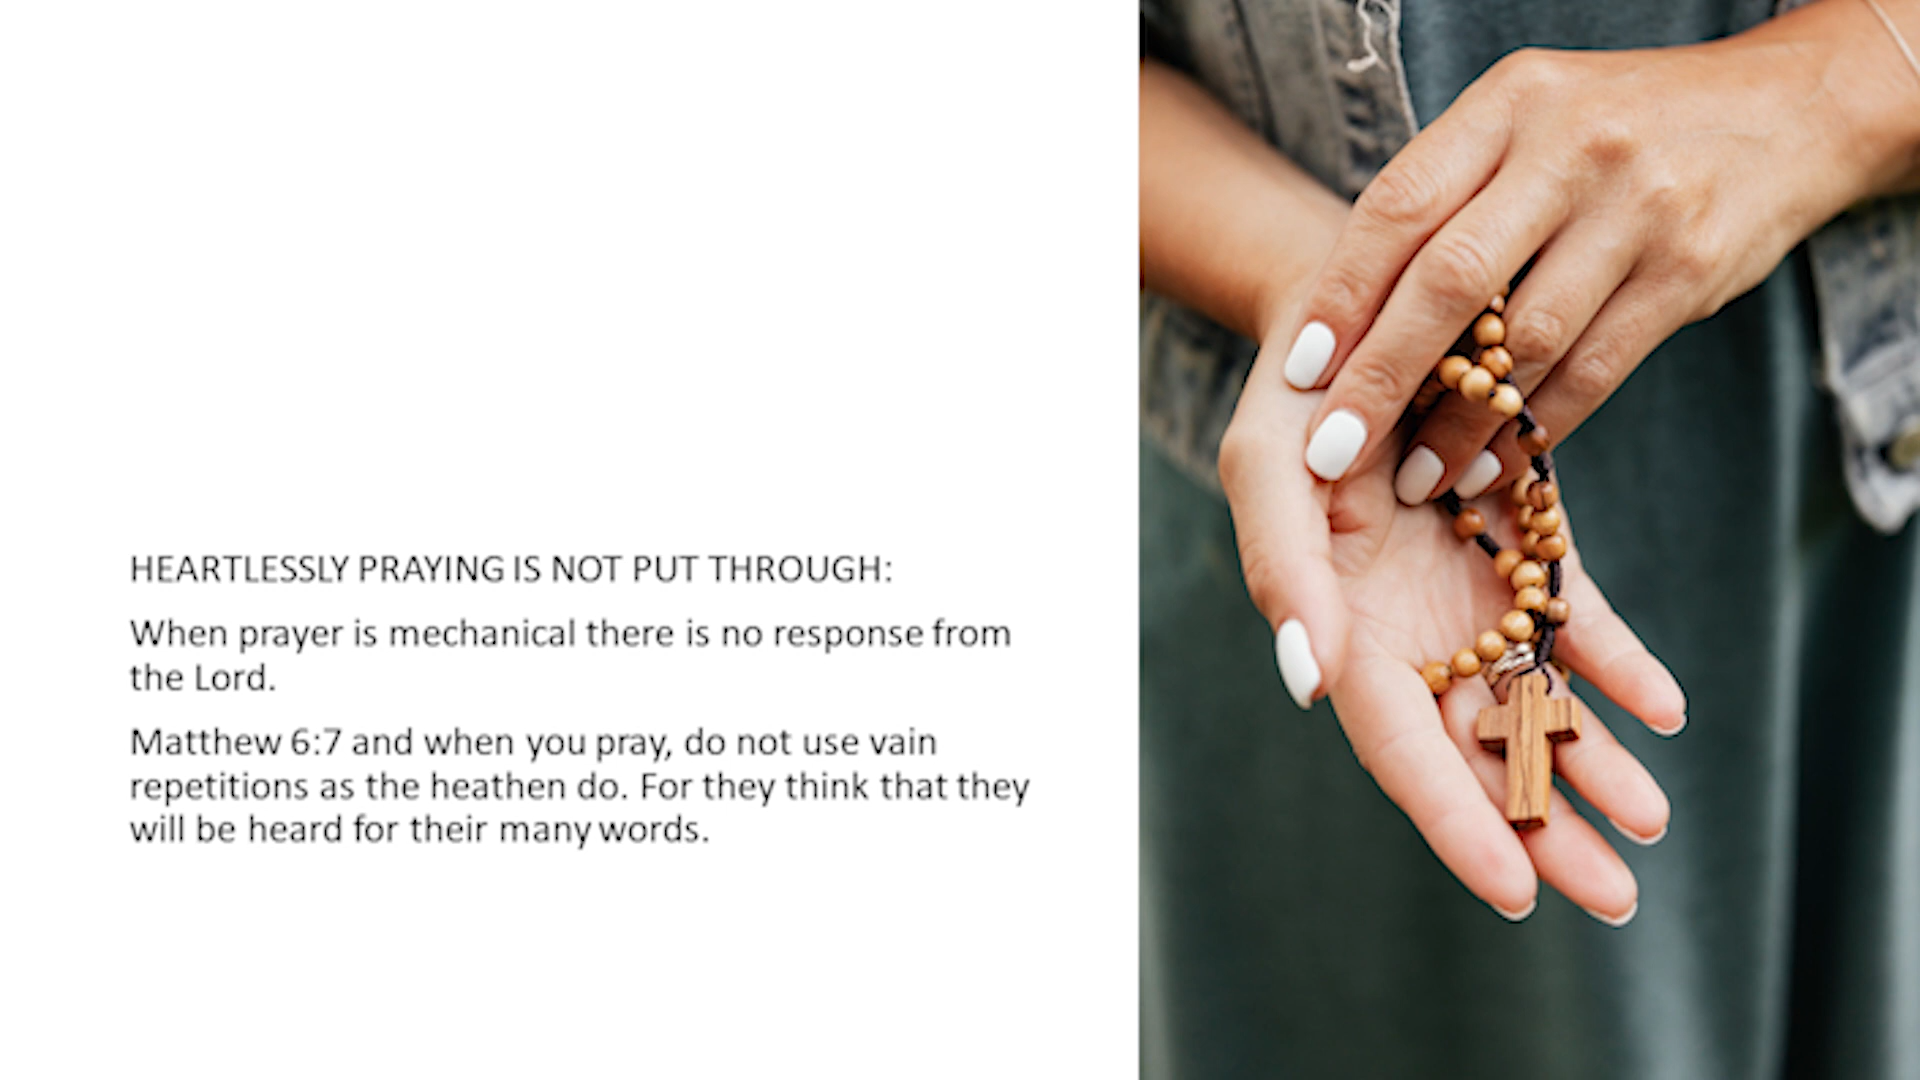 HEARTLESSLY PRAYING IS NOT PUT THROUGH:
When prayer is mechanical there is no response from
the Lord.
Matthew 6:7 and when you pray, do not use vain
repetitions as the heathen do. For they think that they
will be heard for their many words.